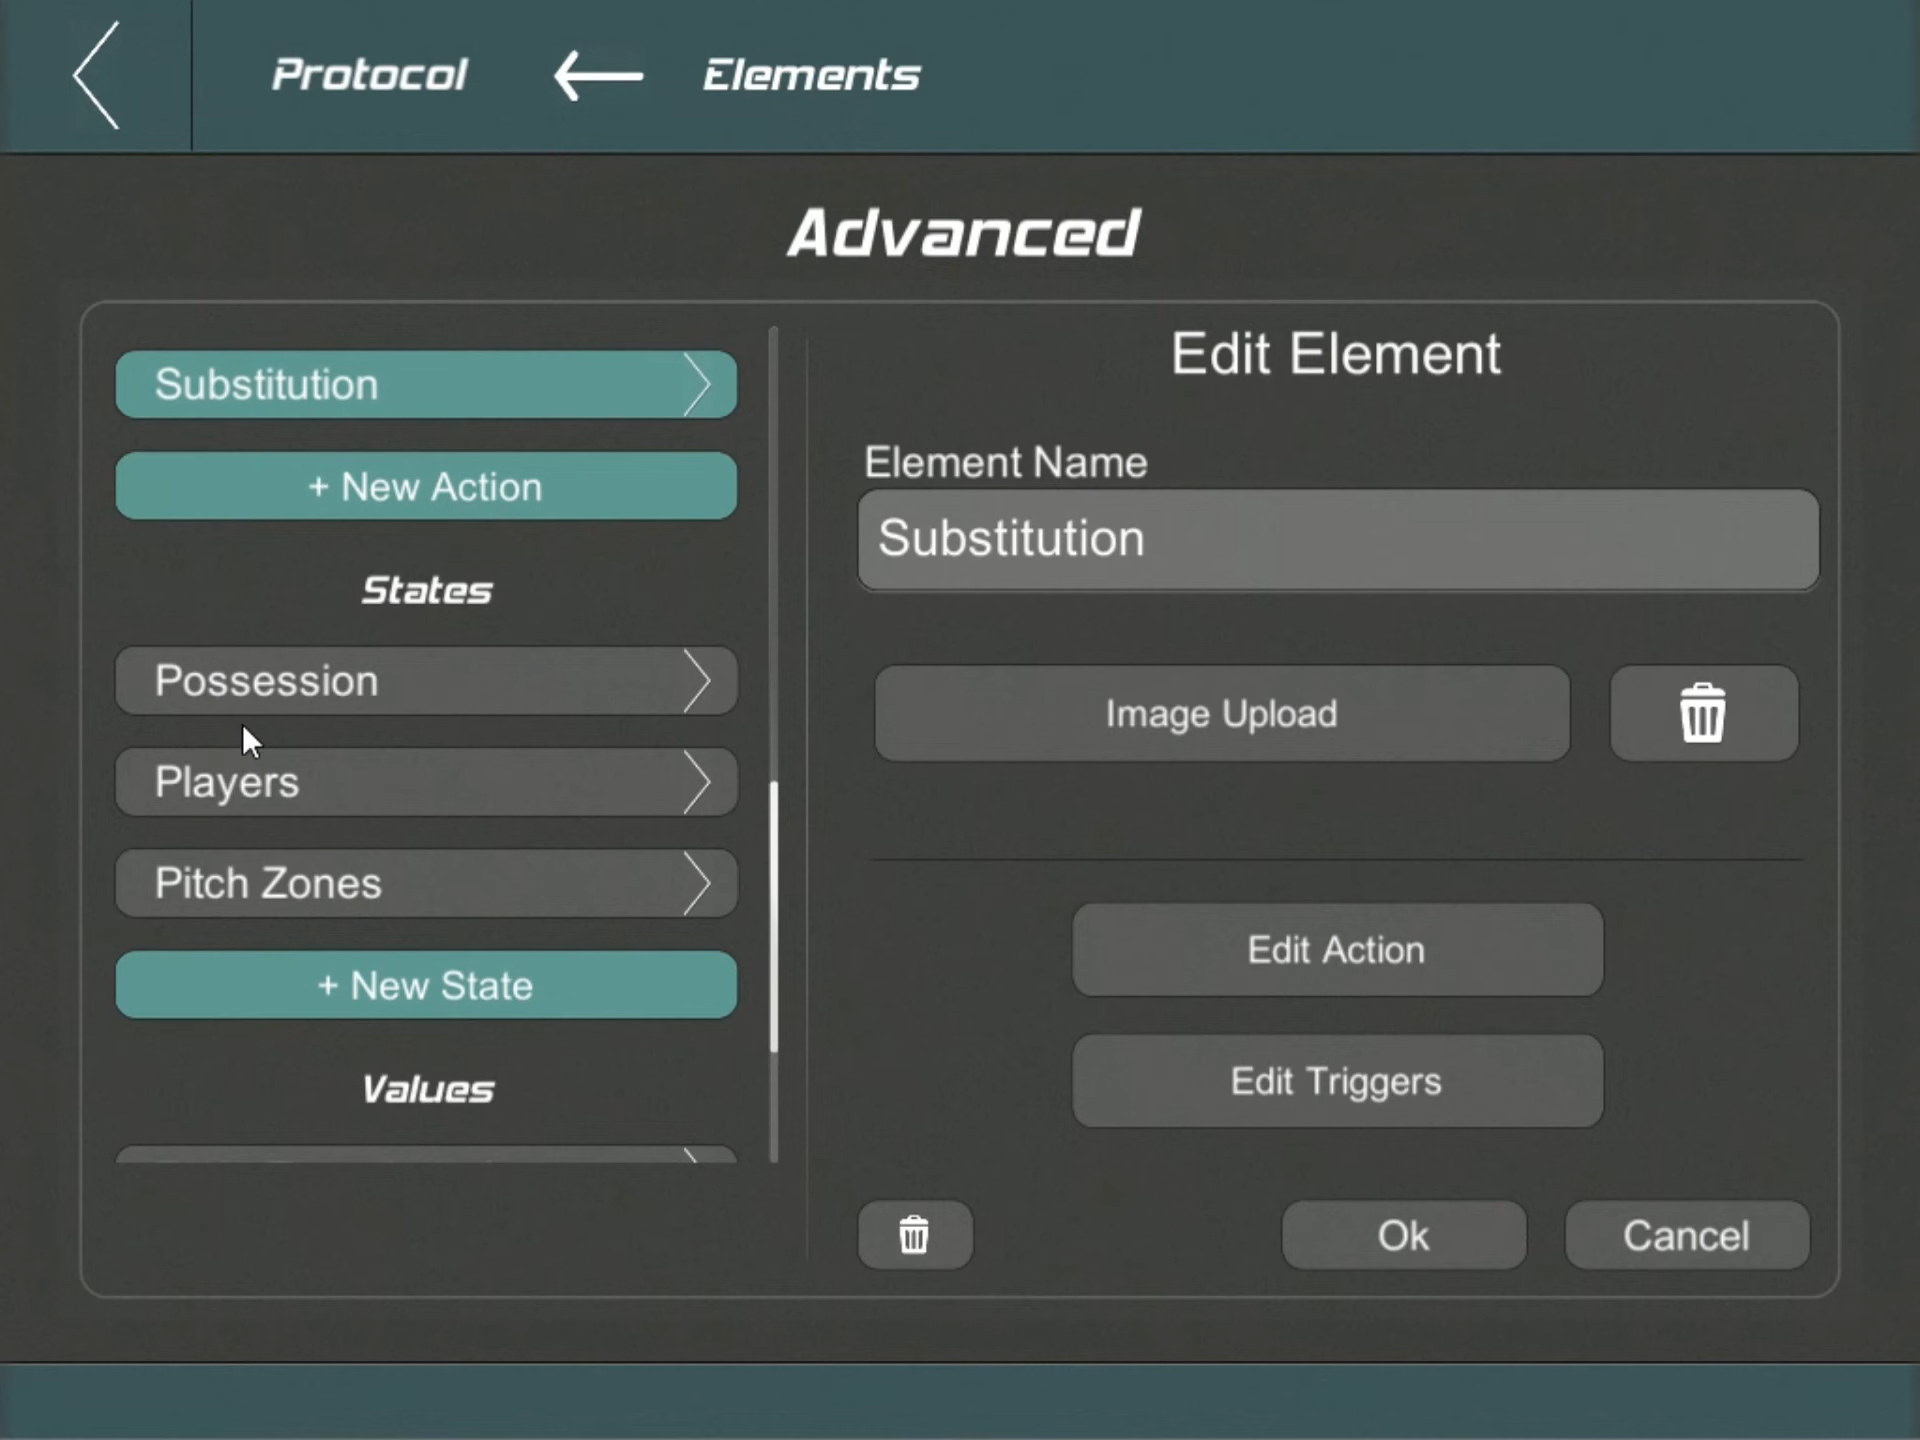 Protocol
Elements
Advanced
Substitution
+ New Action
States
Possession
Players
Pitch Zones
+ New State
Values
Edit Element
Element Name
Substitution
Image Upload
Edit Action
Edit Triggers
Ok
Cancel